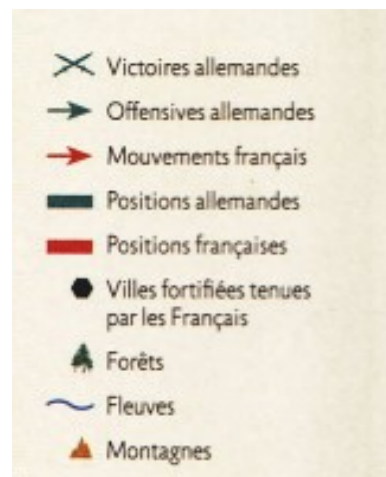 Victoires allemandes
Offensives allemandes
Mouvements français
Positions allemandes
Positions françaises
Villes fortifiées tenues
par les Français
Forêts
Fleuves
Montagnes